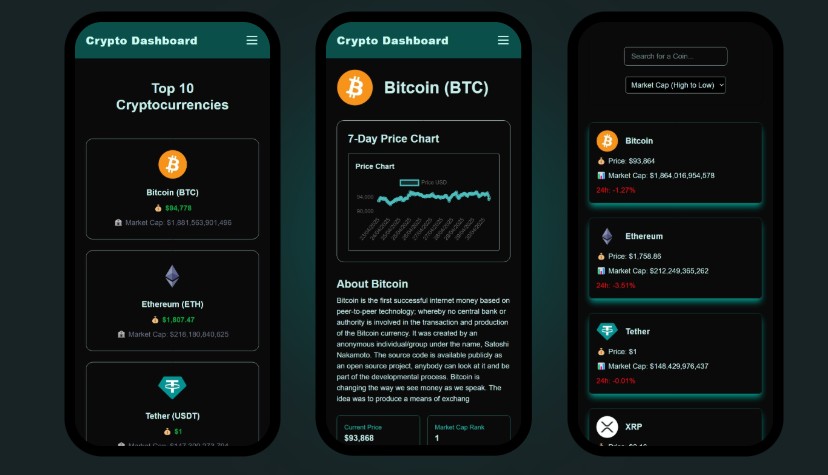 Crypto Dashboard
Top 10
Cryptocurrencies
Bitcoin (BTC)
$94,778
Market Cap: $1,881,563,901,466
Ethereum (ETH)
$1,807.47
Market Cap: $218,180,840,625
Tether (USDT)
$1
Crypto Dashboard
Bitcoin (BTC)
7-Day Price Chart
Price Chart
Price USD
94,000
90,000
About Bitcoin
Bitcoin is the first successful internet money based on
peer-to-peer technology; whereby no central bank or
authority is involved in the transaction and production
of the Bitcoin currency. It was created by an
anonymous individual/group under the name, Satoshi
Nakamoto. The source code is available publicly as
an open source project, anybody can look at it and be
part of the developmental process. Bitcoin is
changing the way we see money as we speak. The
idea was to produce a means of exchang
Current Price
$93,868
Market Cap Rank
1
Search for a Coin...
Market Cap (High to Low)
Bitcoin
Price: $93,864
Market Cap: $1,864,016,954,578
24h: -1.27%
Ethereum
Price: $1,758.86
Market Cap: $212,249,365,262
24h: -3.51%
Tether
Price: $1
Market Cap: $148,429,976,437
24h: -0.01%
XRP